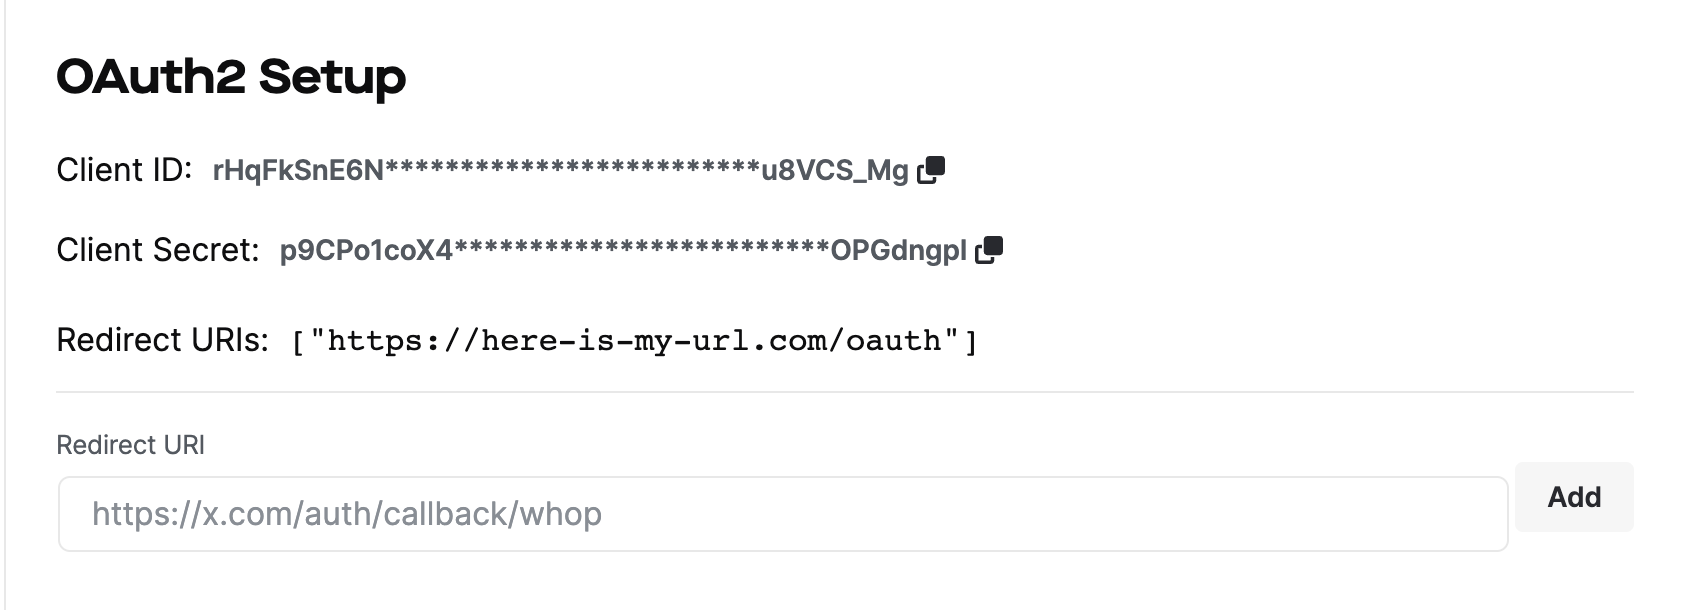 OAuth2 Setup
Client ID: rHqFkSnE6N*************************u8VCS_Mg
Client Secret: p9CPo1coX4*************************OPGdngpI
Redirect URIs: ["https://here-is-my-url.com/oauth"]
Redirect URI
https://x.com/auth/callback/whop
Add